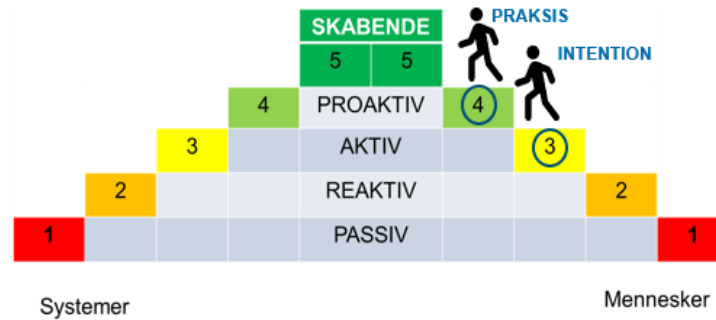 SKABENDE
PRAKSIS
5 5
INTENTION
4 PROAKTIV 4
3 AKTIV 3
2 REAKTIV 2
1 PASSIV 1
Systemer Mennesker